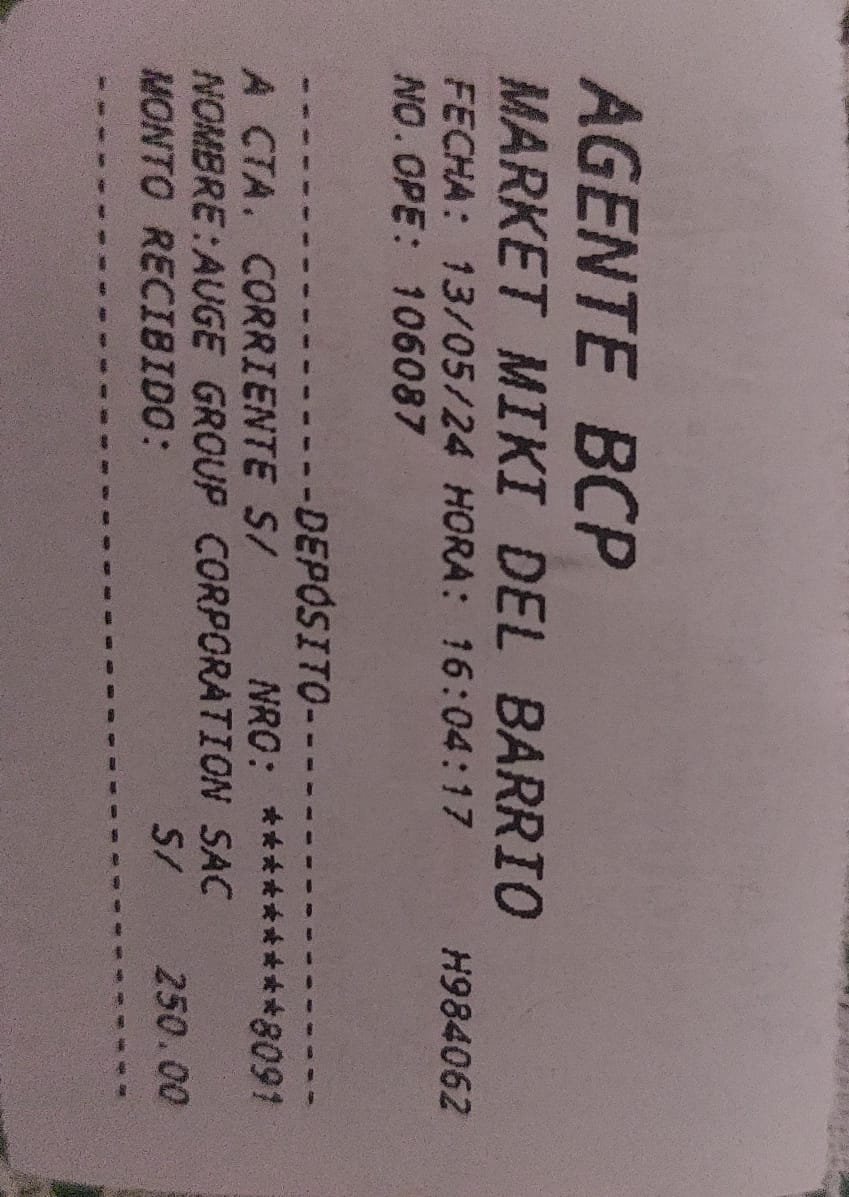 AGENTE BCP
MARKET MIKI DEL BARRIO
FECHA: 13/05/24 HORA: 16:04:17 H984062
NO.OPE: 106087
---------------DEPÓSITO---------------
A CTA. CORRIENTE S/ NRO: **********8091
NOMBRE:AUGE GROUP CORPORATION SAC
MONTO RECIBIDO: S/ 250.00
--------------------------------------